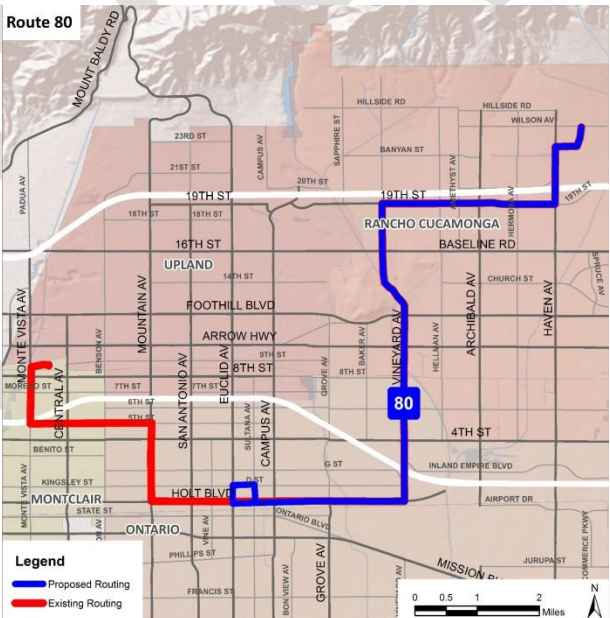 Route 80
MOUNT BALDY RD
HILLSIDE RD
HILLSIDE RD
WILSON AV
23RD ST
CAMPUS AV
SAPPHIRE ST
BANYAN ST
AMETHYST AV
21ST ST
20TH ST
PADUA AV
19TH ST
19TH ST
19TH ST
HERMOSA AV
18TH ST
18TH ST
RANCHO CUCAMONGA
16TH ST
BASELINE RD
UPLAND
14TH ST
CHURCH ST
SPRUCE AV
MONTE VISTA AV
MOUNTAIN AV
FOOTHILL BLVD
VINEYARD AV
ARCHIBALD AV
HAVEN AV
BENSON AV
SAN ANTONIO AV
EUCLID AV
ARROW HWY
BAKER AV
HELLMAN AV
9TH ST
8TH ST
8TH ST
GROVE AV
MORENO ST
CENTRAL AV
7TH ST
7TH ST
6TH ST
5TH ST
SULTANA AV
CAMPUS AV
80
4TH ST
BENITO ST
G ST
INLAND EMPIRE BLVD
MONTE VISTA AV
KINGSLEY ST
D ST
HOLT BLVD
AIRPORT DR
MONTCLAIR
STATE ST
ONTARIO BLVD
ONTARIO
VINE AV
PHILLIPS ST
BON VIEW AV
GROVE AV
JURUPA ST
COMMERCE PKWY
MISSION
FRANCIS ST
VINEYARD AV
Legend
Proposed Routing
Existing Routing
0 0.5 1 2
Miles
N